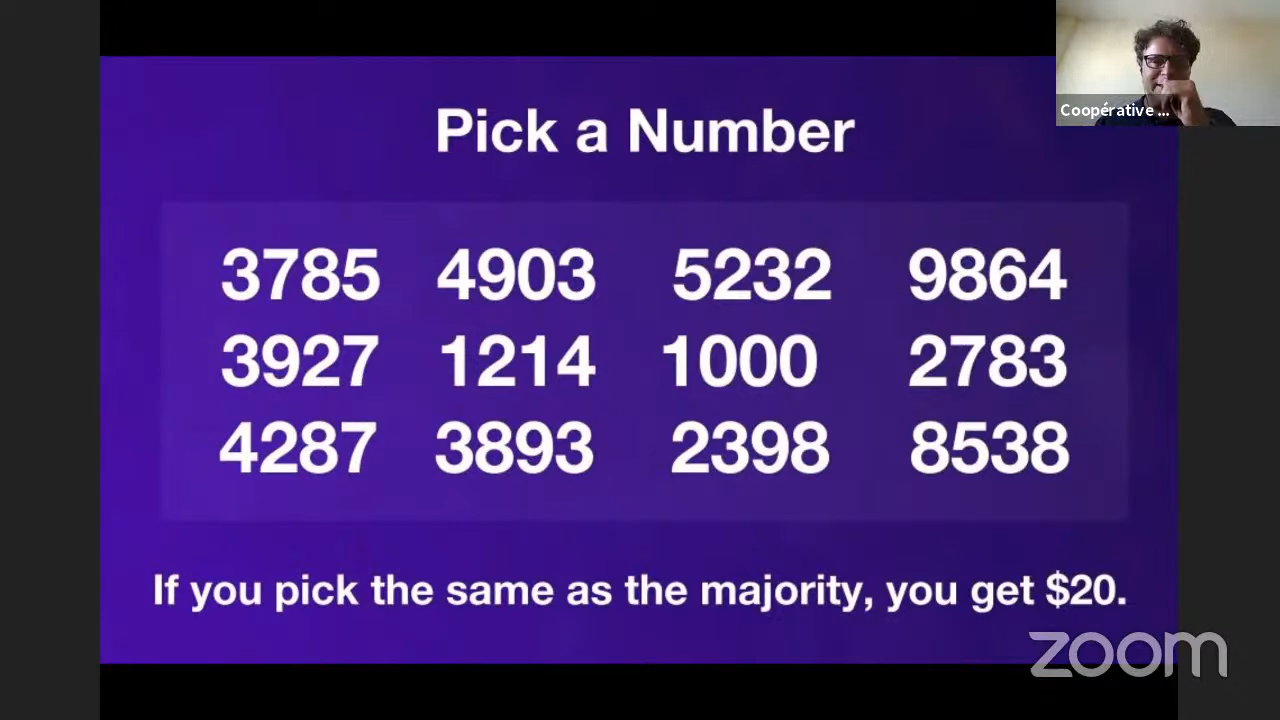 Coopérative ...
Pick a Number
3785 4903 5232 9864
3927 1214 1000 2783
4287 3893 2398 8538
If you pick the same as the majority, you get $20.
zoom